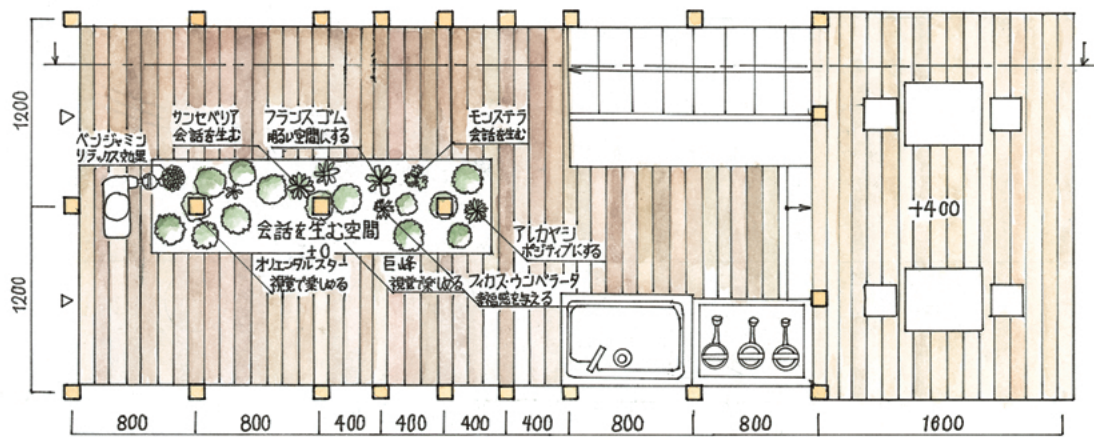 サンセベリア
会話を生む
フランスゴム
明るい空間にする
モンステラ
会話を生む
ベンジャミン
リラックス効果
1200
会話を生む空間
±0
+400
アレカヤシ
ポジティブにする
オリエンタルスター
視覚で楽しめる
巨峰
視覚で楽しめる
フィカス・ウンベラータ
を与える
1200
800
800
400
400
400
400
800
800
1600